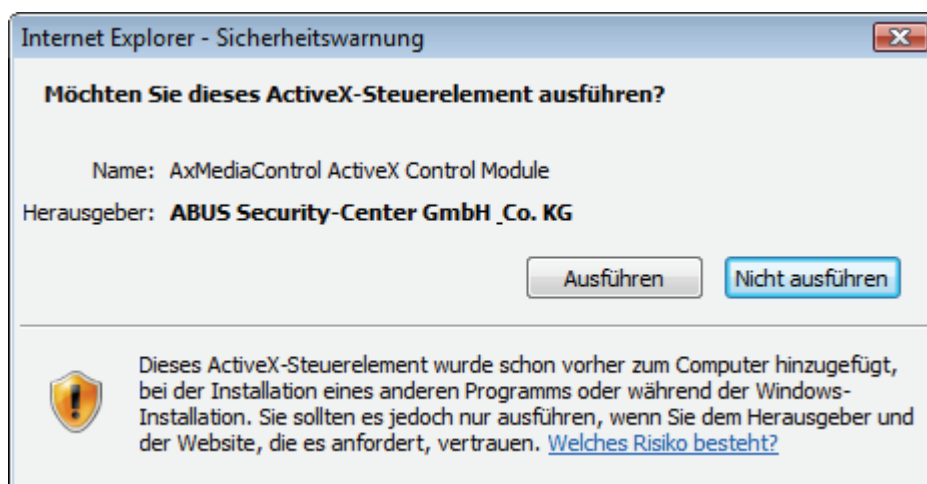 Internet Explorer - Sicherheitswarnung
Möchten Sie dieses ActiveX-Steuerelement ausführen?
Name: AxMediaControl ActiveX Control Module
Herausgeber: ABUS Security-Center GmbH _Co. KG
Ausführen Nicht ausführen
Dieses ActiveX-Steuerelement wurde schon vorher zum Computer hinzugefügt,
bei der Installation eines anderen Programms oder während der Windows-
Installation. Sie sollten es jedoch nur ausführen, wenn Sie dem Herausgeber und
der Website, die es anfordert, vertrauen. Welches Risiko besteht?